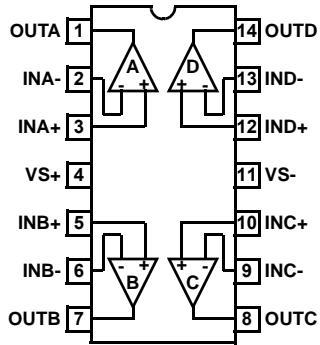 OUTA 1 14 OUTD
A D
INA- 2 13 IND-
- + + -
INA+ 3 12 IND+
VS+ 4 11 VS-
INB+ 5 10 INC+
- + + -
INB- 6 9 INC-
B C
OUTB 7 8 OUTC